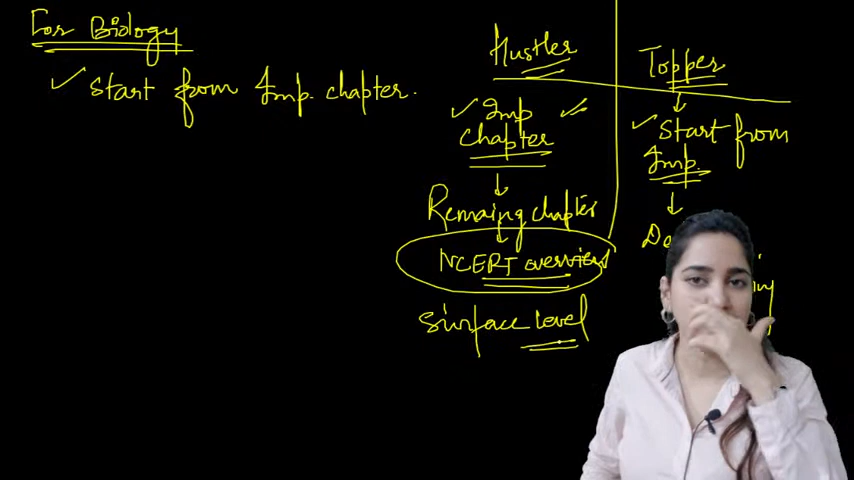 For Biology
✓ Start from Imp. chapter.
Hustler
✓ Imp ✓
chapter
↓
Remaing chapter
↓
NCERT overview
Surface level
Topper
↓
✓ Start from
Imp.
↓